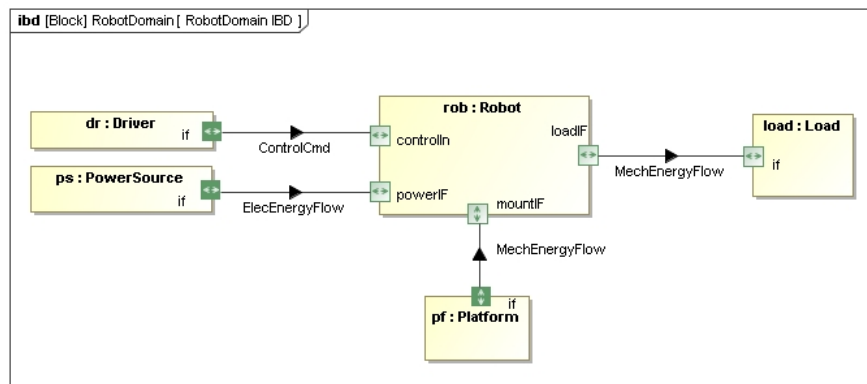 ibd [Block] RobotDomain [ RobotDomain IBD ]
dr : Driver
if
ControlCmd
rob : Robot
controlIn
loadIF
load : Load
if
MechEnergyFlow
ps : PowerSource
if
ElecEnergyFlow
powerIF
mountIF
MechEnergyFlow
if
pf : Platform